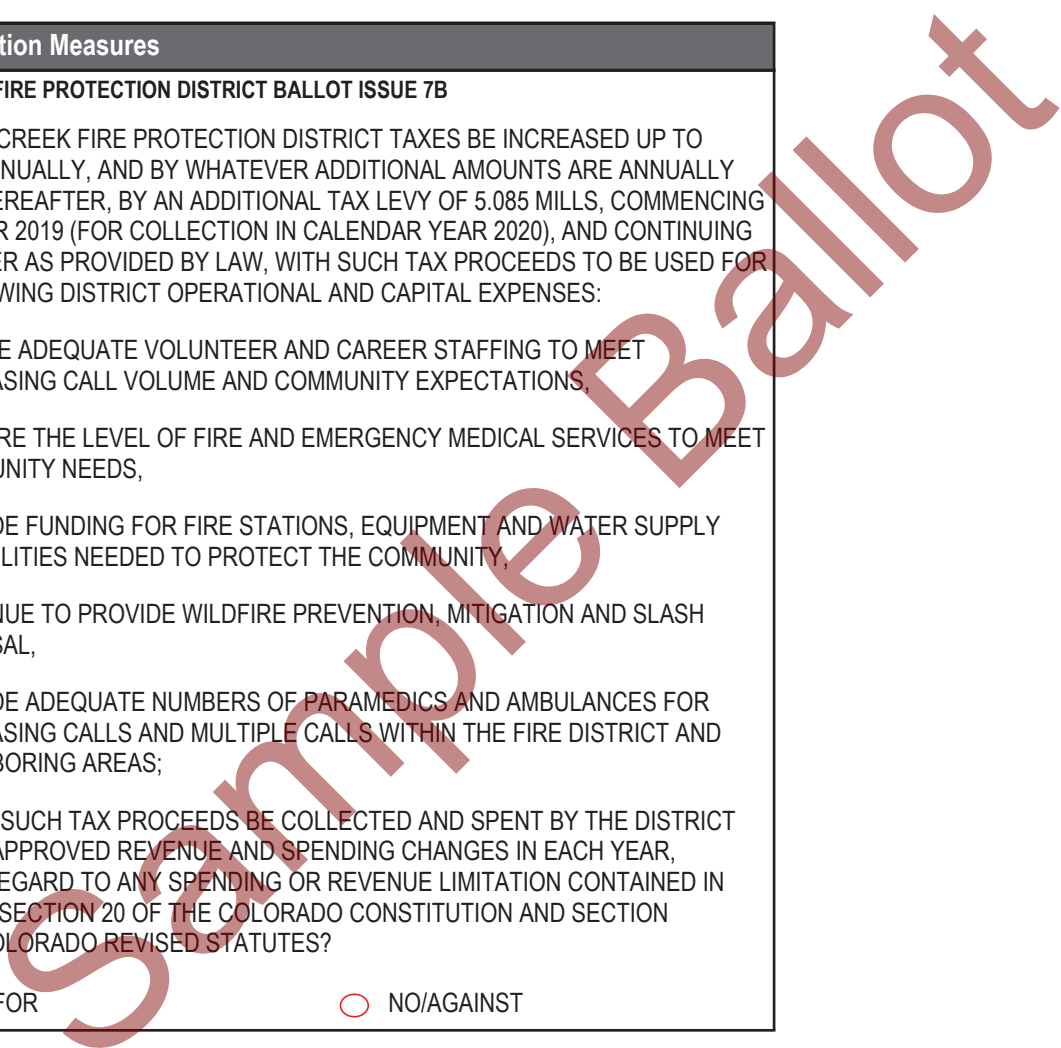 tion Measures
FIRE PROTECTION DISTRICT BALLOT ISSUE 7B
CREEK FIRE PROTECTION DISTRICT TAXES BE INCREASED UP TO
NUALLY, AND BY WHATEVER ADDITIONAL AMOUNTS ARE ANNUALLY
EREAFTER, BY AN ADDITIONAL TAX LEVY OF 5.085 MILLS, COMMENCING
R 2019 (FOR COLLECTION IN CALENDAR YEAR 2020), AND CONTINUING
ER AS PROVIDED BY LAW, WITH SUCH TAX PROCEEDS TO BE USED FOR
WING DISTRICT OPERATIONAL AND CAPITAL EXPENSES:
E ADEQUATE VOLUNTEER AND CAREER STAFFING TO MEET
ASING CALL VOLUME AND COMMUNITY EXPECTATIONS,
RE THE LEVEL OF FIRE AND EMERGENCY MEDICAL SERVICES TO MEET
UNITY NEEDS,
DE FUNDING FOR FIRE STATIONS, EQUIPMENT AND WATER SUPPLY
LITIES NEEDED TO PROTECT THE COMMUNITY,
NUE TO PROVIDE WILDFIRE PREVENTION, MITIGATION AND SLASH
SAL,
DE ADEQUATE NUMBERS OF PARAMEDICS AND AMBULANCES FOR
ASING CALLS AND MULTIPLE CALLS WITHIN THE FIRE DISTRICT AND
BORING AREAS;
SUCH TAX PROCEEDS BE COLLECTED AND SPENT BY THE DISTRICT
APPROVED REVENUE AND SPENDING CHANGES IN EACH YEAR,
EGARD TO ANY SPENDING OR REVENUE LIMITATION CONTAINED IN
SECTION 20 OF THE COLORADO CONSTITUTION AND SECTION
OLORADO REVISED STATUTES?
FOR NO/AGAINST
Sample Ballot